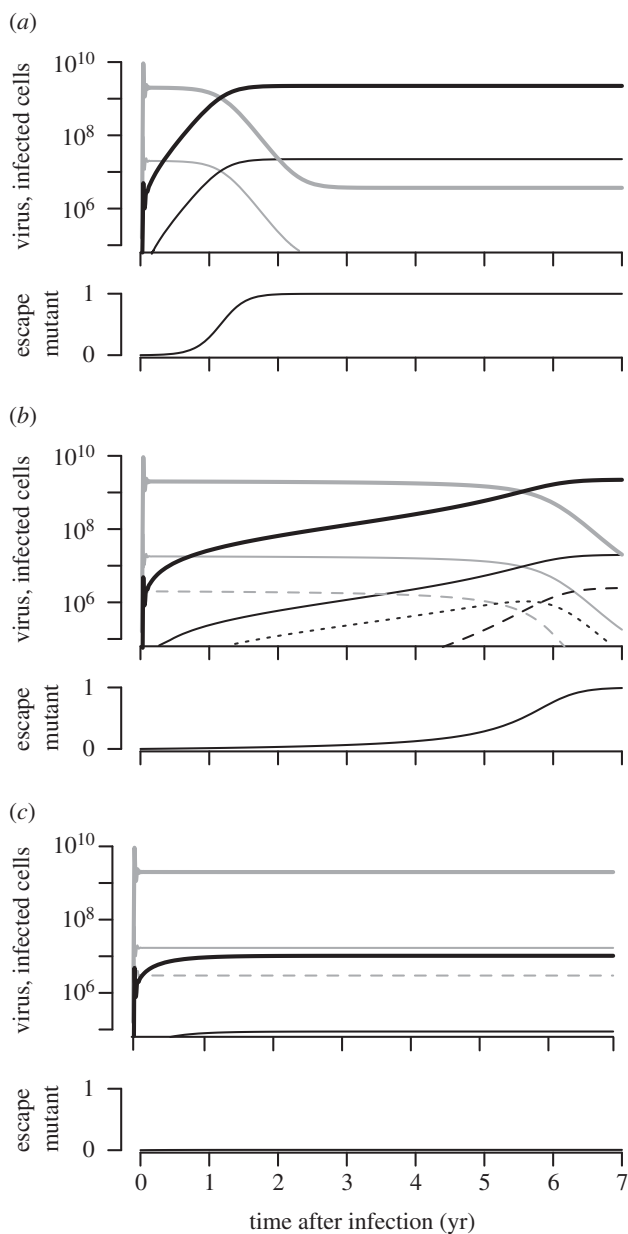 (a)
10^10
10^8
10^6
virus, infected cells
1
0
escape
mutant
(b)
10^10
10^8
10^6
virus, infected cells
1
0
escape
mutant
(c)
10^10
10^8
10^6
virus, infected cells
1
0
escape
mutant
0 1 2 3 4 5 6 7
time after infection (yr)